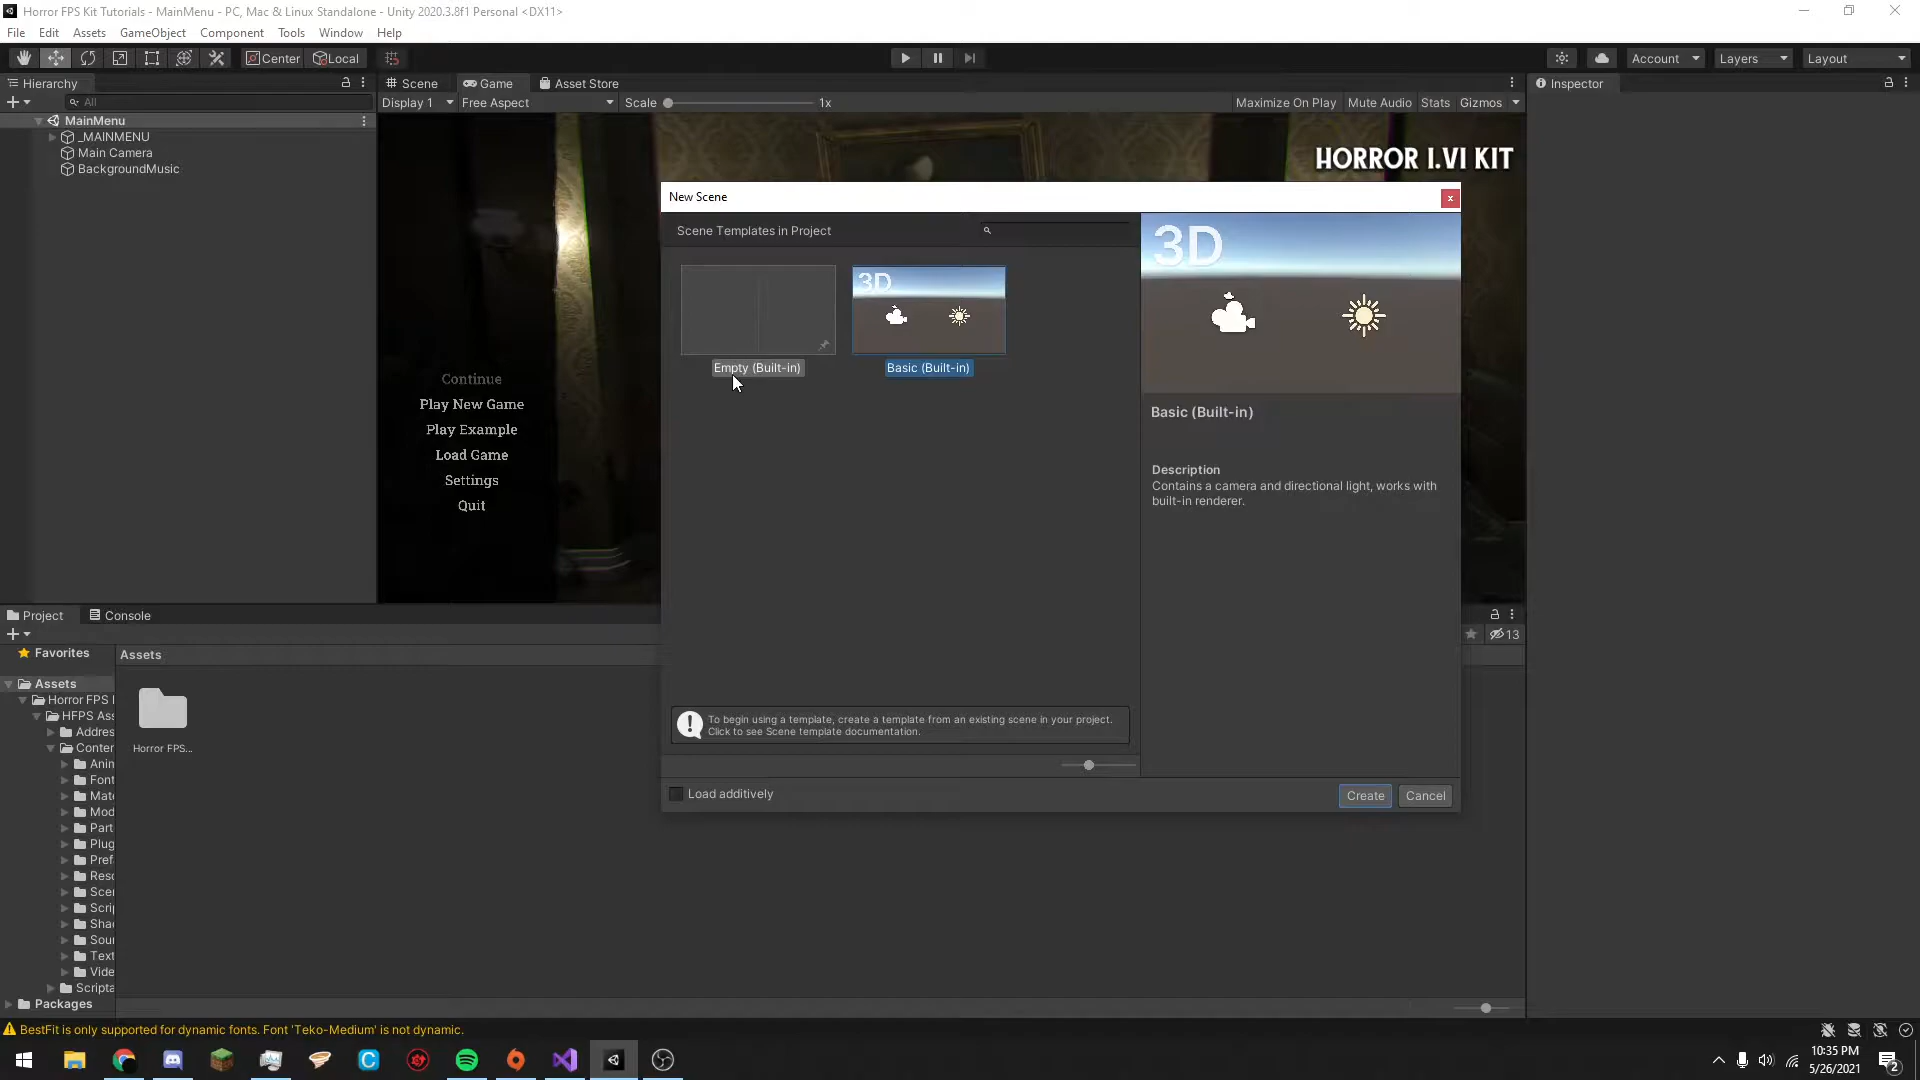 Horror FPS Kit Tutorials - MainMenu - PC, Mac & Linux Standalone - Unity 2020.3.8f1 Personal <DX11>
File Edit Assets GameObject Component Tools Window Help
Center Local Account Layers Layout
Hierarchy
All
MainMenu
_MAINMENU
Main Camera
BackgroundMusic
Scene Game Asset Store
Display 1 Free Aspect Scale 1x Maximize On Play Mute Audio Stats Gizmos
Inspector
HORROR 1.V1 KIT
Continue
Play New Game
Play Example
Load Game
Settings
Quit
New Scene
x
Scene Templates in Project
3D
Empty (Built-in)
Basic (Built-in)
3D
Basic (Built-in)
Description
Contains a camera and directional light, works with
built-in renderer.
To begin using a template, create a template from an existing scene in your project.
Click to see Scene template documentation.
Load additively
Create Cancel
Project Console
13
Favorites
Assets
Horror FPS
HFPS Ass
Addres
Conter
Anin
Font
Mate
Mod
Part
Plug
Pref
Reso
Scer
Scri
Shac
Sour
Text
Vide
Scripta
Packages
Assets
Horror FPS...
BestFit is only supported for dynamic fonts. Font 'Teko-Medium' is not dynamic.
10:35 PM
5/26/2021
2